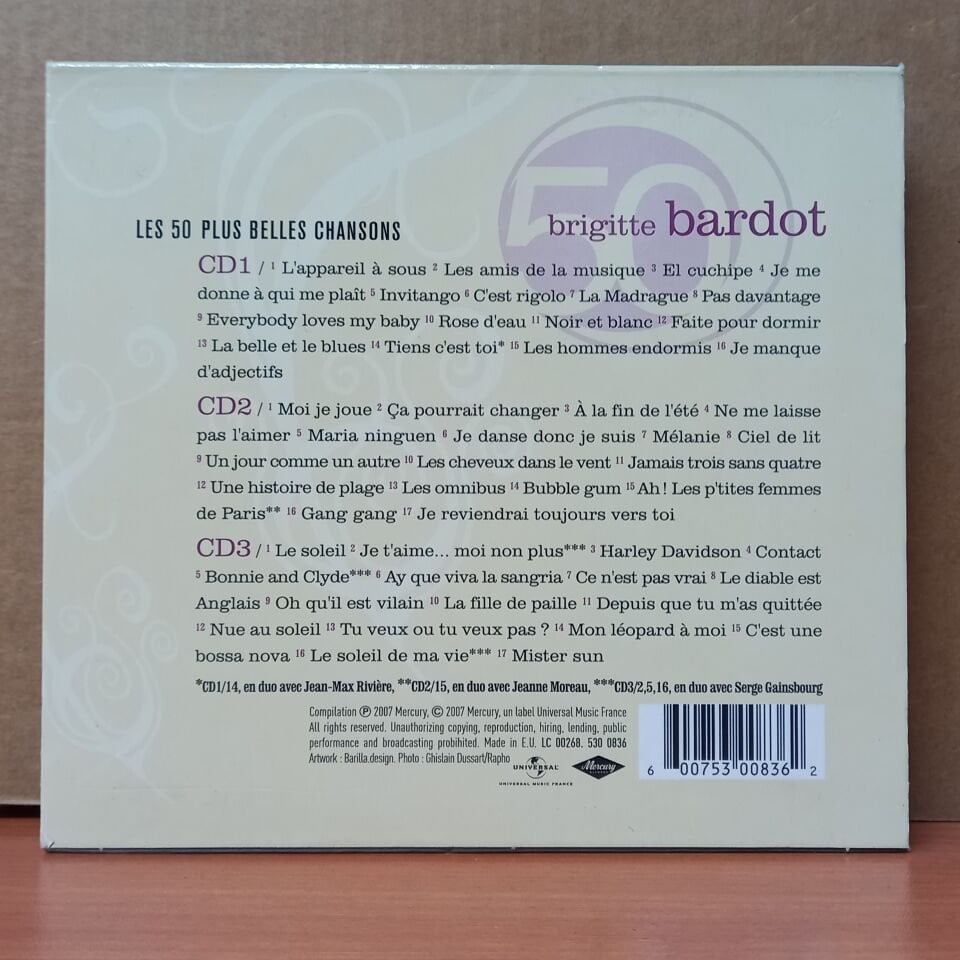 50
LES 50 PLUS BELLES CHANSONS
brigitte bardot
CD1 / 1 L'appareil à sous 2 Les amis de la musique 3 El cuchipe 4 Je me
donne à qui me plaît 5 Invitango 6 C'est rigolo 7 La Madrague 8 Pas davantage
9 Everybody loves my baby 10 Rose d'eau 11 Noir et blanc 12 Faite pour dormir
13 La belle et le blues 14 Tiens c'est toi* 15 Les hommes endormis 16 Je manque
d'adjectifs
CD2 / 1 Moi je joue 2 Ça pourrait changer 3 À la fin de l'été 4 Ne me laisse
pas l'aimer 5 Maria ninguen 6 Je danse donc je suis 7 Mélanie 8 Ciel de lit
9 Un jour comme un autre 10 Les cheveux dans le vent 11 Jamais trois sans quatre
12 Une histoire de plage 13 Les omnibus 14 Bubble gum 15 Ah! Les p'tites femmes
de Paris** 16 Gang gang 17 Je reviendrai toujours vers toi
CD3 / 1 Le soleil 2 Je t'aime... moi non plus*** 3 Harley Davidson 4 Contact
5 Bonnie and Clyde*** 6 Ay que viva la sangria 7 Ce n'est pas vrai 8 Le diable est
Anglais 9 Oh qu'il est vilain 10 La fille de paille 11 Depuis que tu m'as quittée
12 Nue au soleil 13 Tu veux ou tu veux pas ? 14 Mon léopard à moi 15 C'est une
bossa nova 16 Le soleil de ma vie*** 17 Mister sun
*CD1/14, en duo avec Jean-Max Rivière, **CD2/15, en duo avec Jeanne Moreau, ***CD3/2,5,16, en duo avec Serge Gainsbourg
Compilation ℗ 2007 Mercury, © 2007 Mercury, un label Universal Music France
All rights reserved. Unauthorizing copying, reproduction, hiring, lending, public
performance and broadcasting prohibited. Made in E.U. LC 00268. 530 0836
Artwork : Barilla.design. Photo : Ghislain Dussart/Rapho
UNIVERSAL
UNIVERSAL MUSIC FRANCE
Mercury
6 00753 00836 2